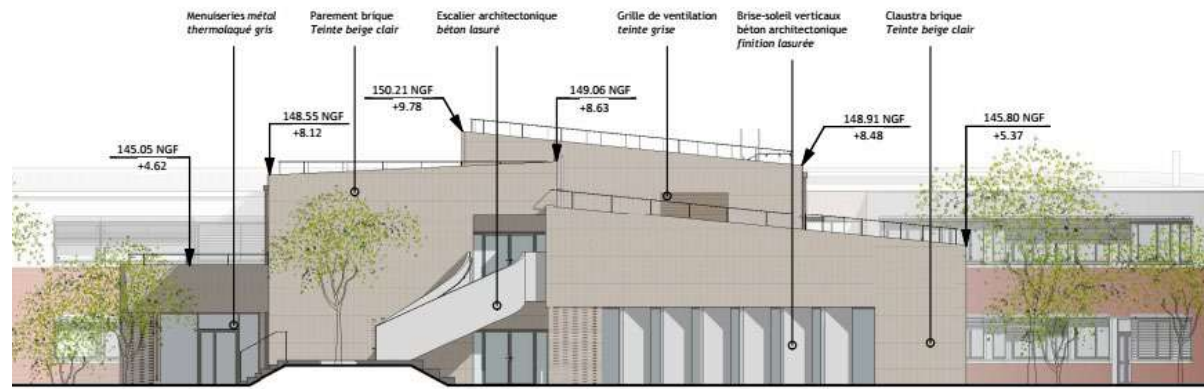 Menuiseries métal
thermolaqué gris
Parement brique
Teinte beige clair
Escalier architectonique
béton lasuré
Grille de ventilation
teinte grise
Brise-soleil verticaux
béton architectonique
finition lasurée
Claustra brique
Teinte beige clair
145.05 NGF
+4.62
148.55 NGF
+8.12
150.21 NGF
+9.78
149.06 NGF
+8.63
148.91 NGF
+8.48
145.80 NGF
+5.37